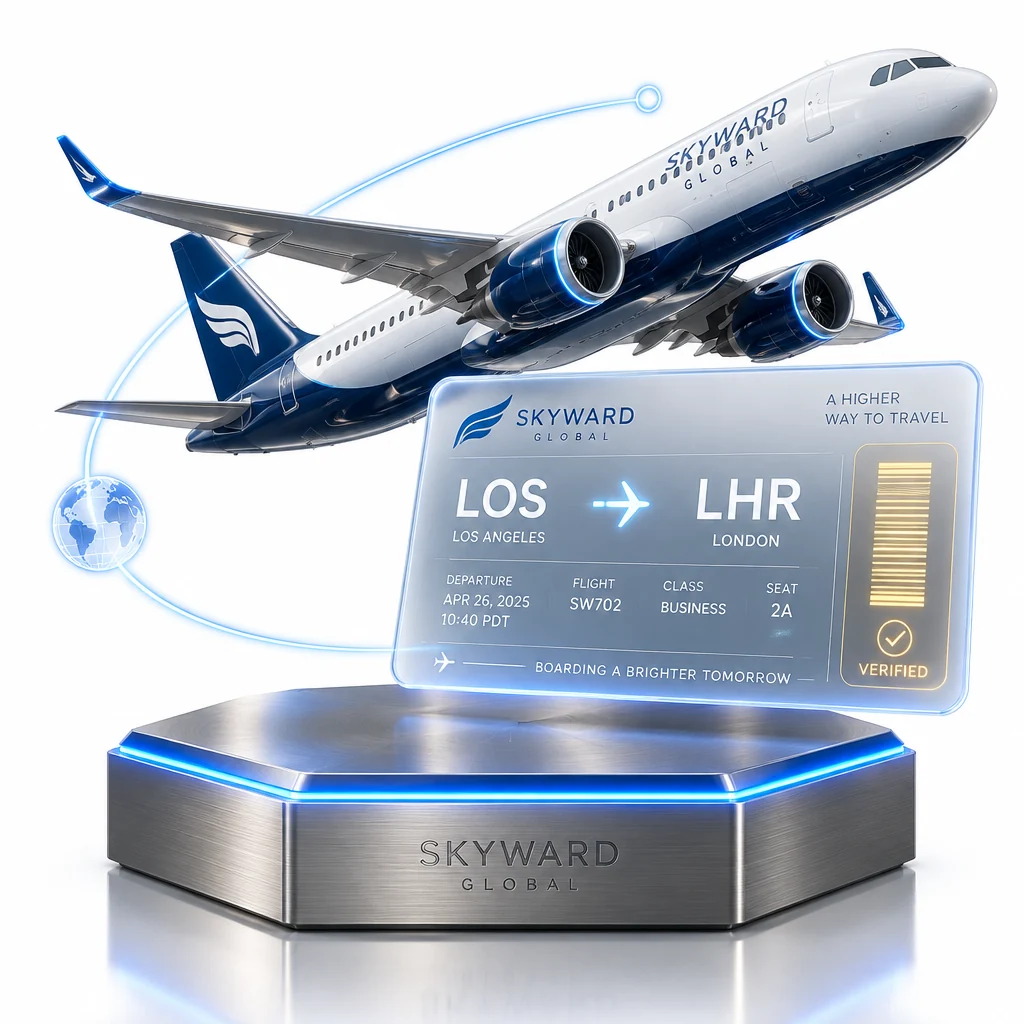 SKYWARD
GLOBAL
SKYWARD
GLOBAL
A HIGHER
WAY TO TRAVEL
LOS
LHR
LOS ANGELES
LONDON
DEPARTURE
APR 26, 2025
10:40 PDT
FLIGHT
SW702
CLASS
BUSINESS
SEAT
2A
BOARDING A BRIGHTER TOMORROW
VERIFIED
SKYWARD
GLOBAL